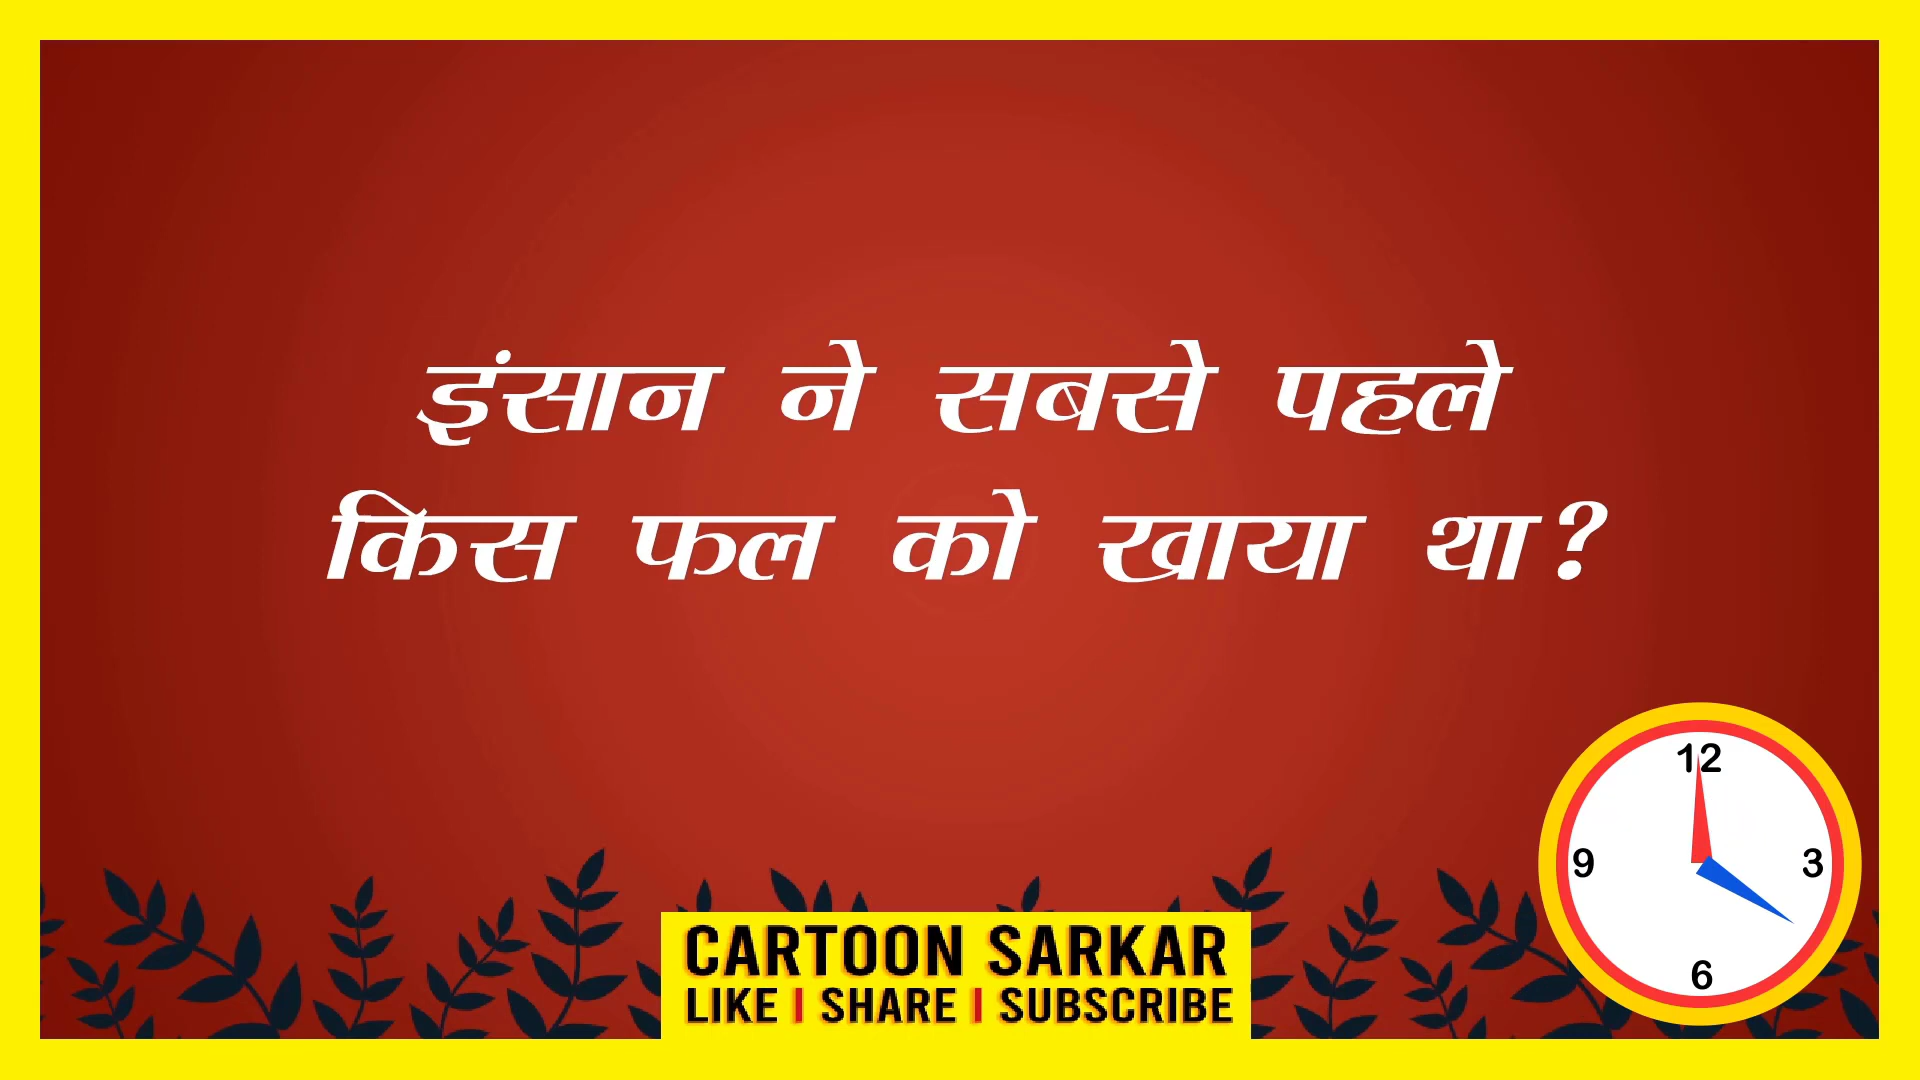 इंसान ने सबसे पहले
किस फल को खाया था?
12
9
3
6
CARTOON SARKAR
LIKE | SHARE | SUBSCRIBE